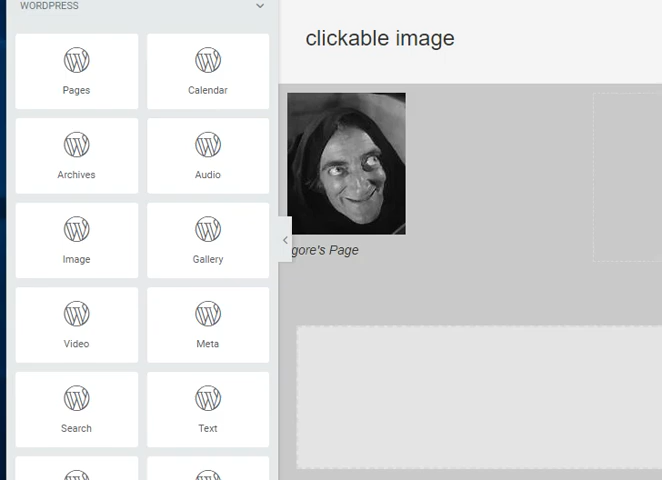 WORDPRESS
clickable image
Pages
Calendar
Archives
Audio
gore's Page
Image
Gallery
Video
Meta
Search
Text